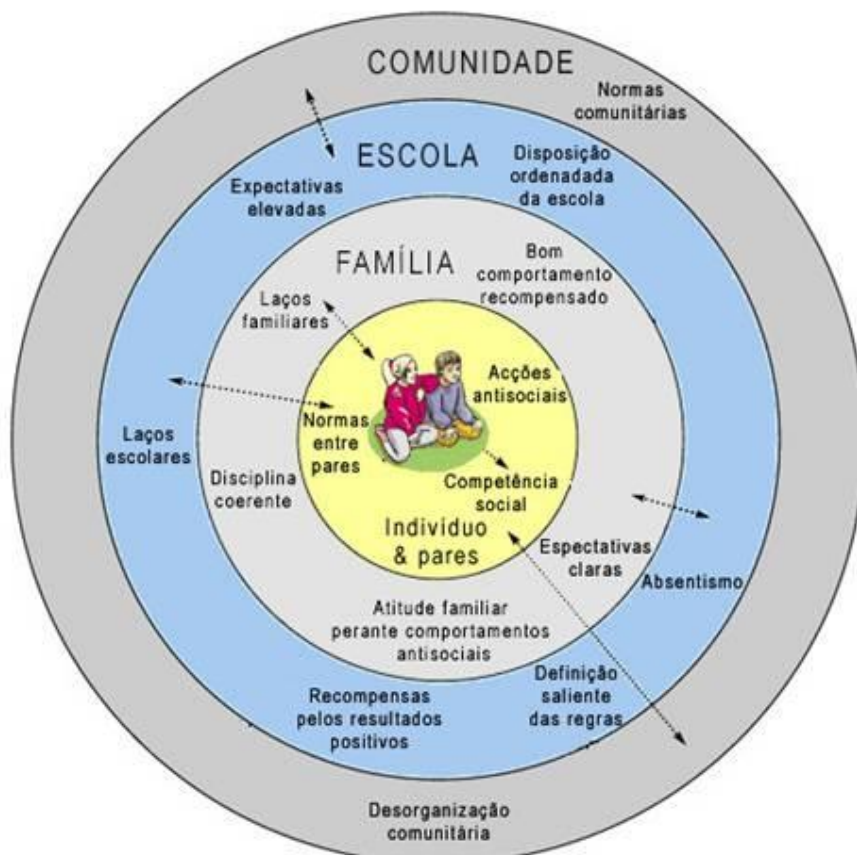 COMUNIDADE
Normas
comunitárias
ESCOLA
Disposição
ordenadada
da escola
Expectativas
elevadas
FAMÍLIA
Bom
comportamento
recompensado
Laços
familiares
Acções
antisociais
Normas
entre
pares
Laços
escolares
Disciplina
coerente
Competência
social
Indivíduo
& pares
Espectativas
claras
Absentismo
Atitude familiar
perante comportamentos
antisociais
Definição
saliente
das regras
Recompensas
pelos resultados
positivos
Desorganização
comunitária